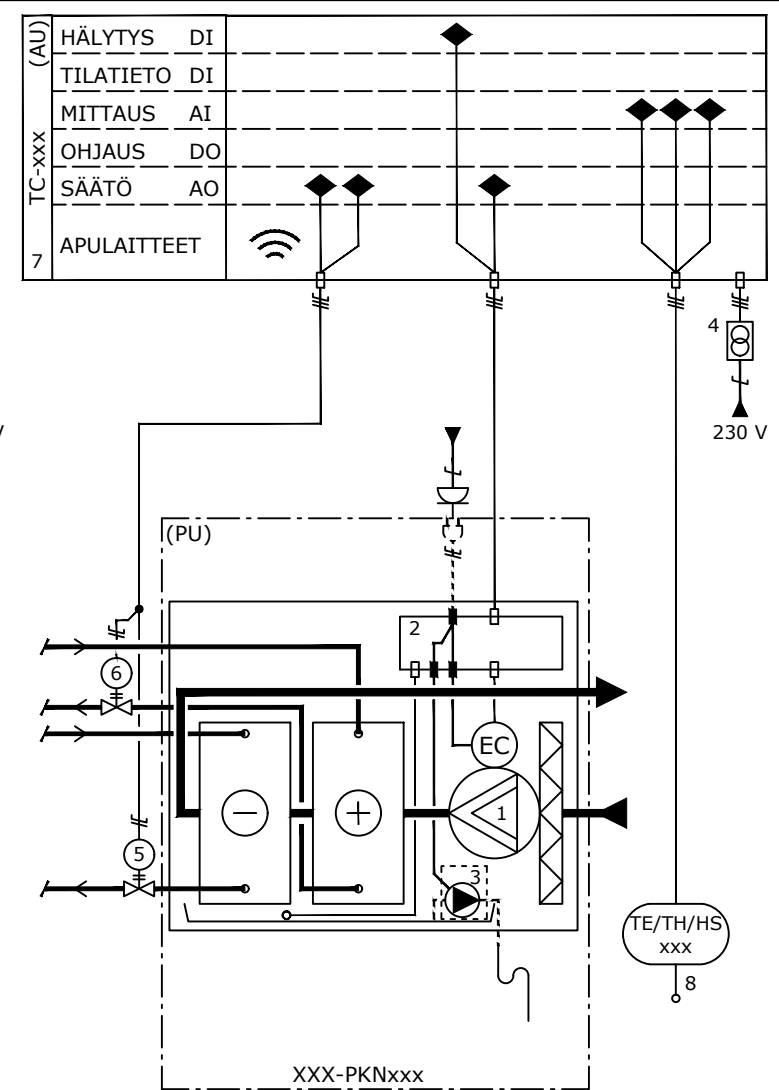 (AU)
TC-xxx
7
HÄLYTYS DI
TILATIETO DI
MITTAUS AI
OHJAUS DO
SÄÄTÖ AO
APULAITTEET
4
230 V
(PU)
2
6
EC
1
5
3
TE/TH/HS
xxx
8
XXX-PKNxxx